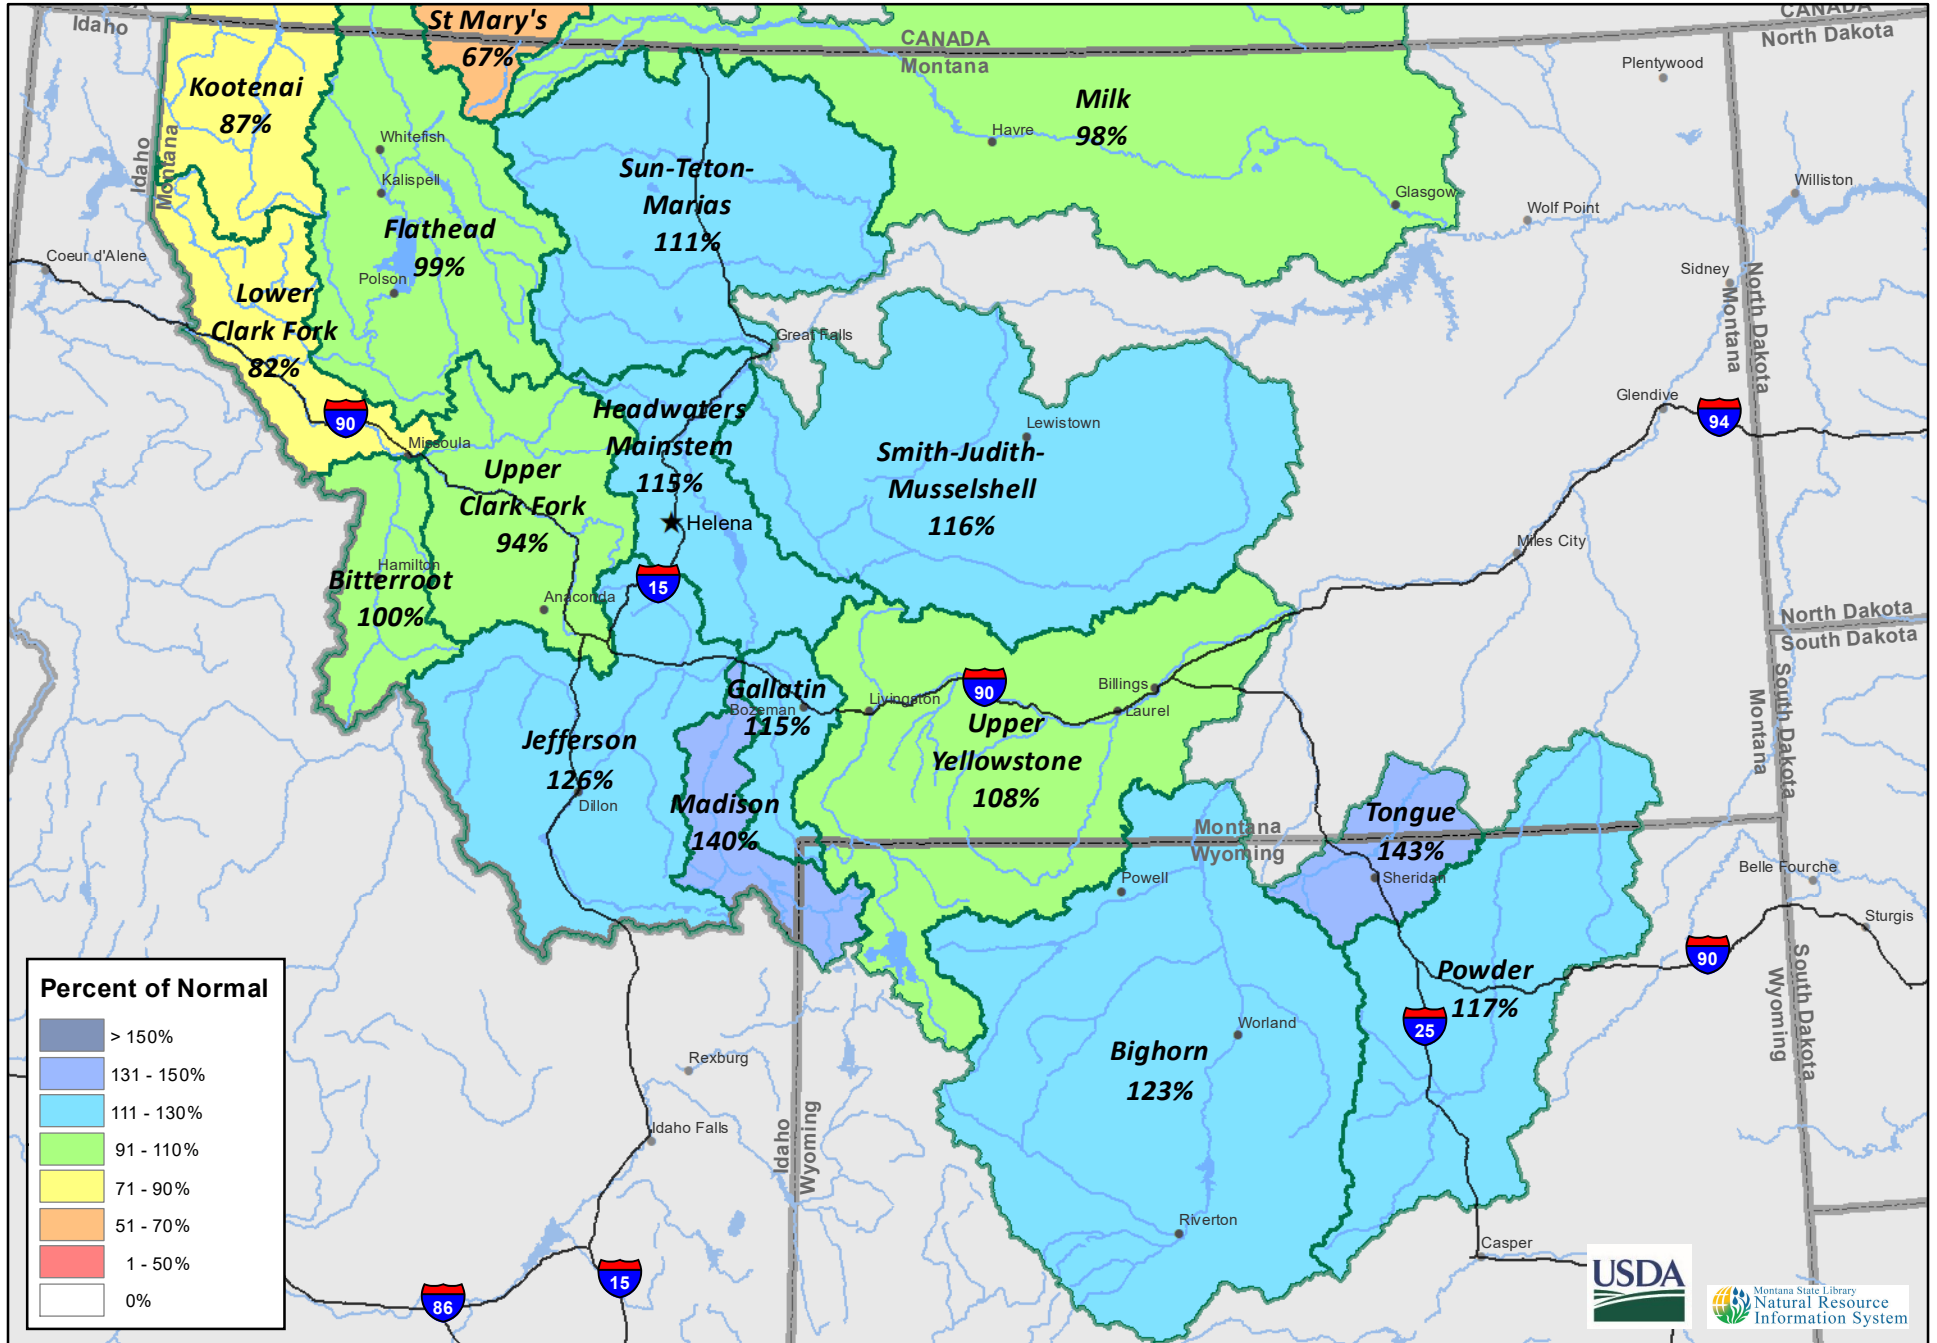 CANADA
Idaho
St Mary's
67%
CANADA
Montana
CANADA
North Dakota
Plentywood
Kootenai
87%
Milk
98%
Whitefish
Havre
Idaho
Montana
Kalispell
Sun-Teton-
Marias
111%
Glasgow
Williston
Wolf Point
Flathead
99%
Coeur d'Alene
Polson
Sidney
Montana
North Dakota
Lower
Clark Fork
82%
Great Falls
90
Missoula
Headwaters
Mainstem
115%
Lewistown
Glendive
94
Smith-Judith-
Musselshell
116%
Upper
Clark Fork
94%
Helena
Miles City
Hamilton
Bitterroot
100%
15
Anaconda
North Dakota
South Dakota
Gallatin
Bozeman
115%
Livingston
90
Billings
Laurel
Montana
South Dakota
Upper
Yellowstone
108%
Jefferson
126%
Dillon
Madison
140%
Montana
Wyoming
Tongue
143%
Sheridan
Powell
Belle Fourche
Sturgis
90
Wyoming
South Dakota
Powder
117%
25
Worland
Bighorn
123%
Rexburg
Idaho Falls
Idaho
Wyoming
Riverton
Casper
15
86
Percent of Normal
> 150%
131 - 150%
111 - 130%
91 - 110%
71 - 90%
51 - 70%
1 - 50%
0%
USDA
Montana State Library
Natural Resource
Information System